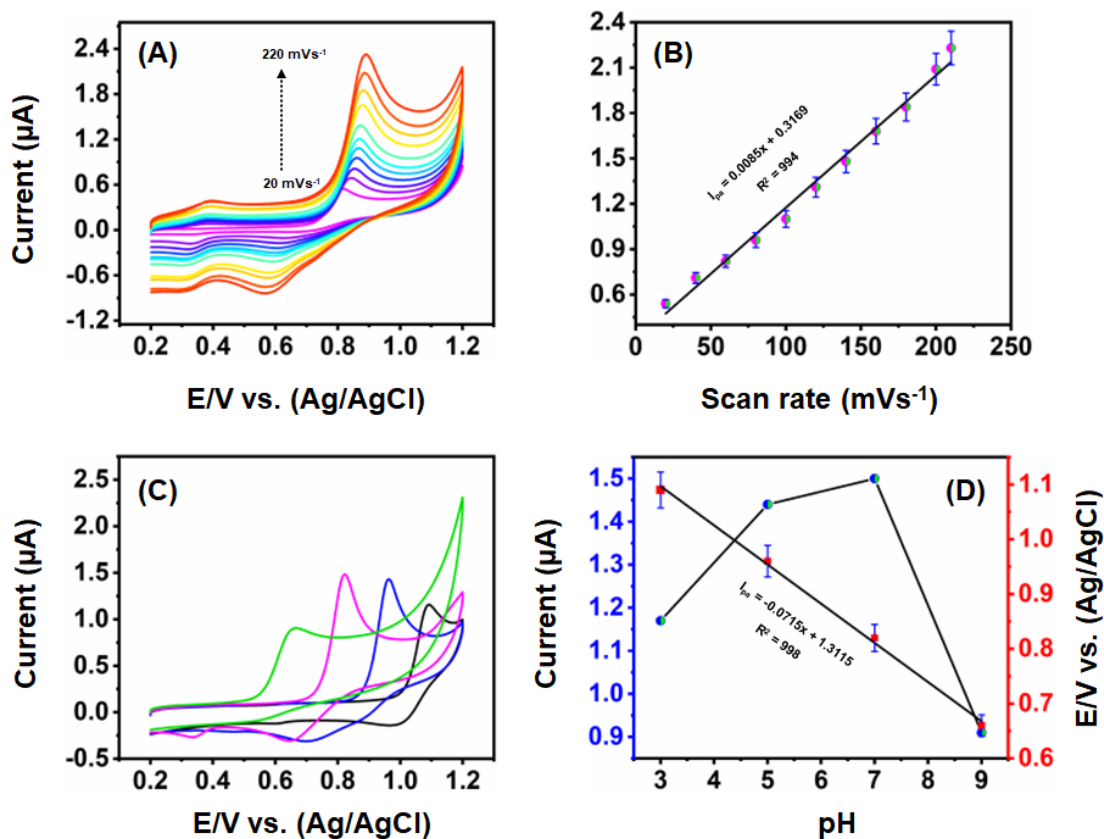 (A)
220 mVs⁻¹
20 mVs⁻¹
2.4
1.8
1.2
0.6
0.0
-0.6
-1.2
Current (µA)
0.2 0.4 0.6 0.8 1.0 1.2
E/V vs. (Ag/AgCl)
(B)
2.4
2.1
1.8
1.5
1.2
0.9
0.6
Current (µA)
Iₚₐ = 0.0085x + 0.3169
R² = 994
0 50 100 150 200 250
Scan rate (mVs⁻¹)
(C)
2.5
2.0
1.5
1.0
0.5
0.0
-0.5
Current (µA)
0.2 0.4 0.6 0.8 1.0 1.2
E/V vs. (Ag/AgCl)
(D)
1.5
1.4
1.3
1.2
1.1
1.0
0.9
Current (µA)
Iₚₐ = -0.0715x + 1.3115
R² = 998
1.1
1.0
0.9
0.8
0.7
0.6
E/V vs. (Ag/AgCl)
3 4 5 6 7 8 9
pH